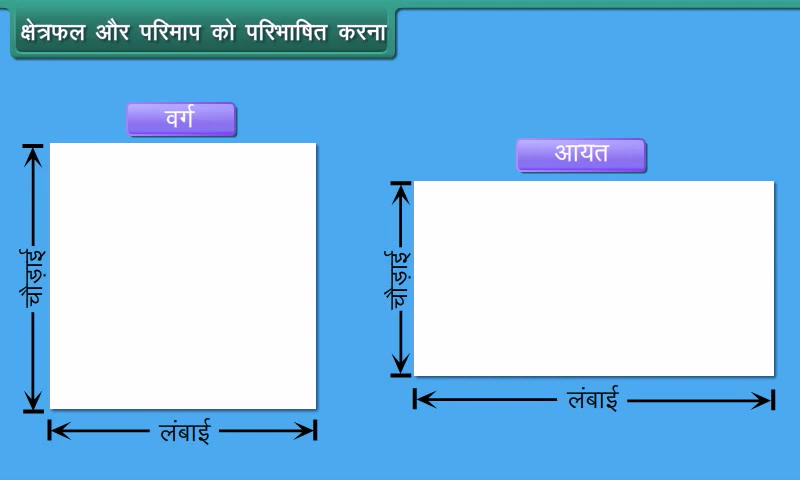 क्षेत्रफल और परिमाप को परिभाषित करना
वर्ग
आयत
चौड़ाई
चौड़ाई
लंबाई
लंबाई